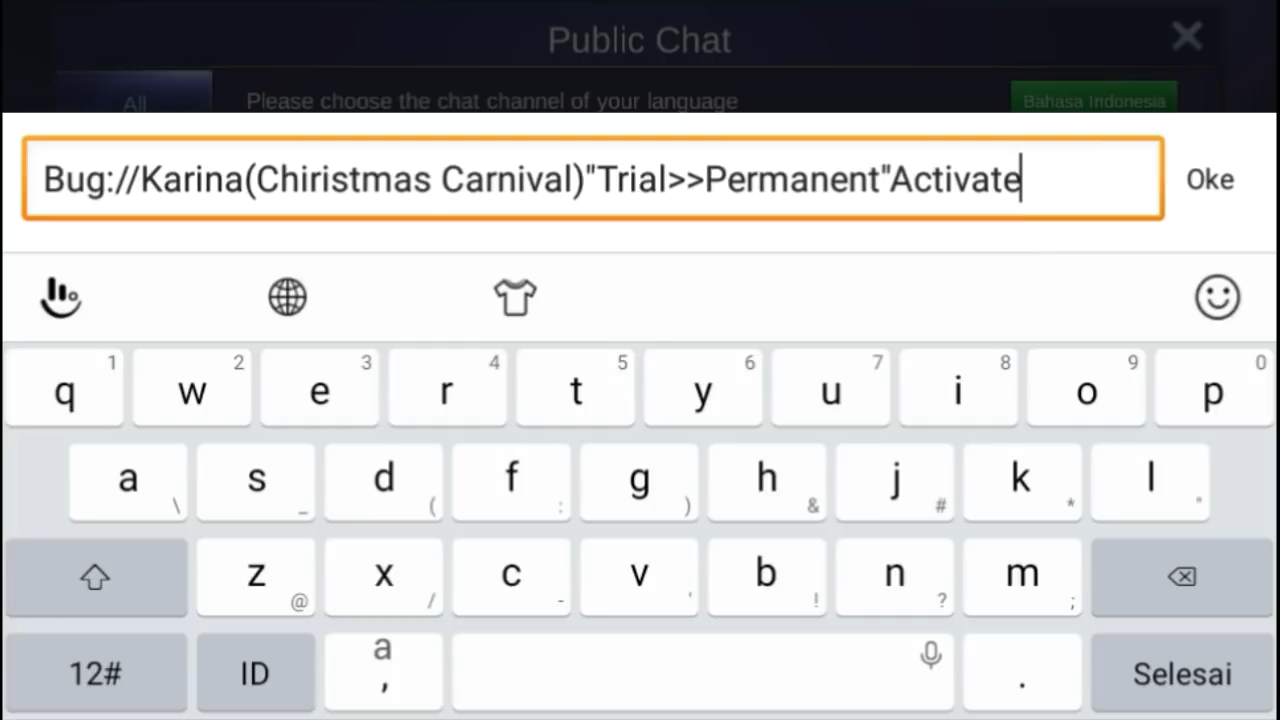 Public Chat
All
Please choose the chat channel of your language
Bahasa Indonesia
Bug://Karina(Chiristmas Carnival)"Trial>>Permanent"Activate
Oke
1 2 3 4 5 6 7 8 9 0
q w e r t y u i o p
a s d f g h j k l
\ _ ( : ) & # * "
z x c v b n m
@ / - ' ! ? ;
12# ID a , . Selesai